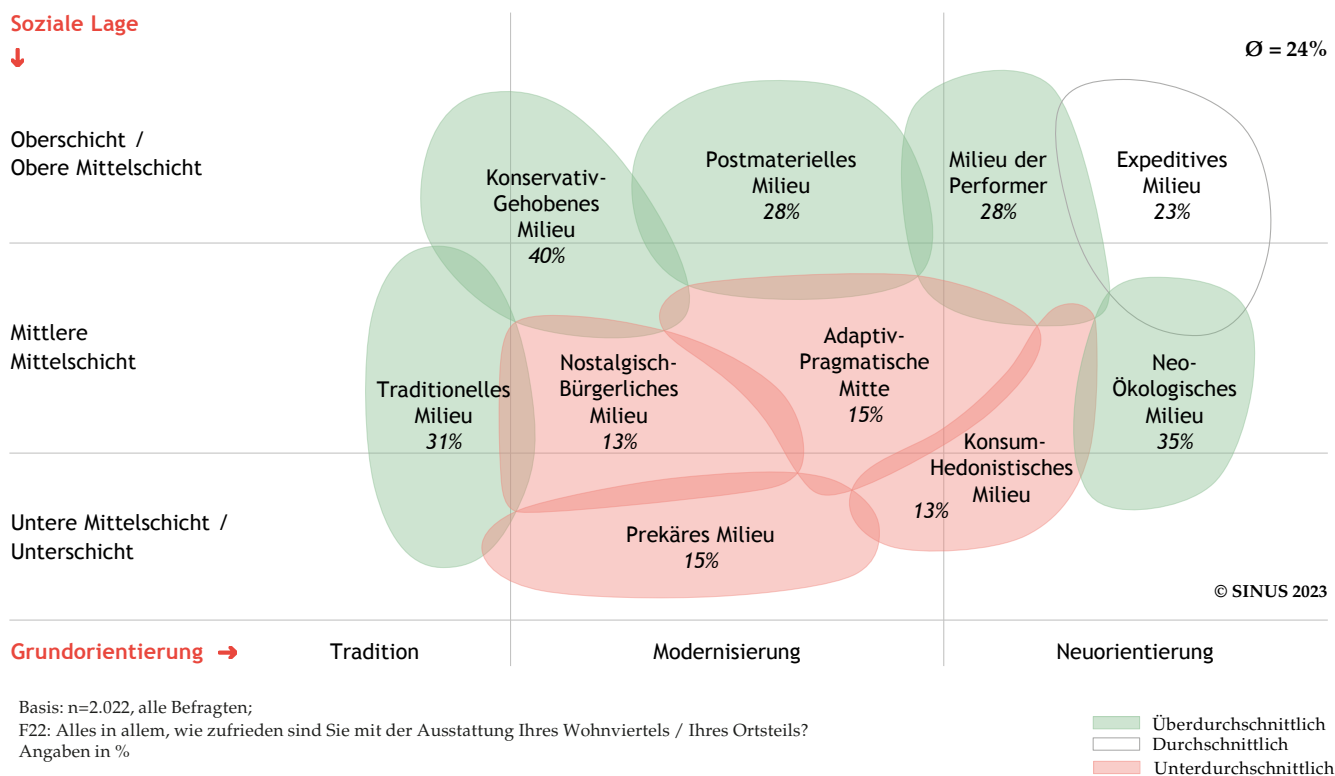 Soziale Lage
↓
Ø = 24%
Oberschicht /
Obere Mittelschicht
Konservativ-
Gehobenes
Milieu
40%
Postmaterielles
Milieu
28%
Milieu der
Performer
28%
Expeditives
Milieu
23%
Mittlere
Mittelschicht
Traditionelles
Milieu
31%
Nostalgisch-
Bürgerliches
Milieu
13%
Adaptiv-
Pragmatische
Mitte
15%
Konsum-
Hedonistisches
Milieu
13%
Neo-
Ökologisches
Milieu
35%
Untere Mittelschicht /
Unterschicht
Prekäres Milieu
15%
© SINUS 2023
Grundorientierung ➔
Tradition
Modernisierung
Neuorientierung
Basis: n=2.022, alle Befragten;
F22: Alles in allem, wie zufrieden sind Sie mit der Ausstattung Ihres Wohnviertels / Ihres Ortsteils?
Angaben in %
Überdurchschnittlich
Durchschnittlich
Unterdurchschnittlich